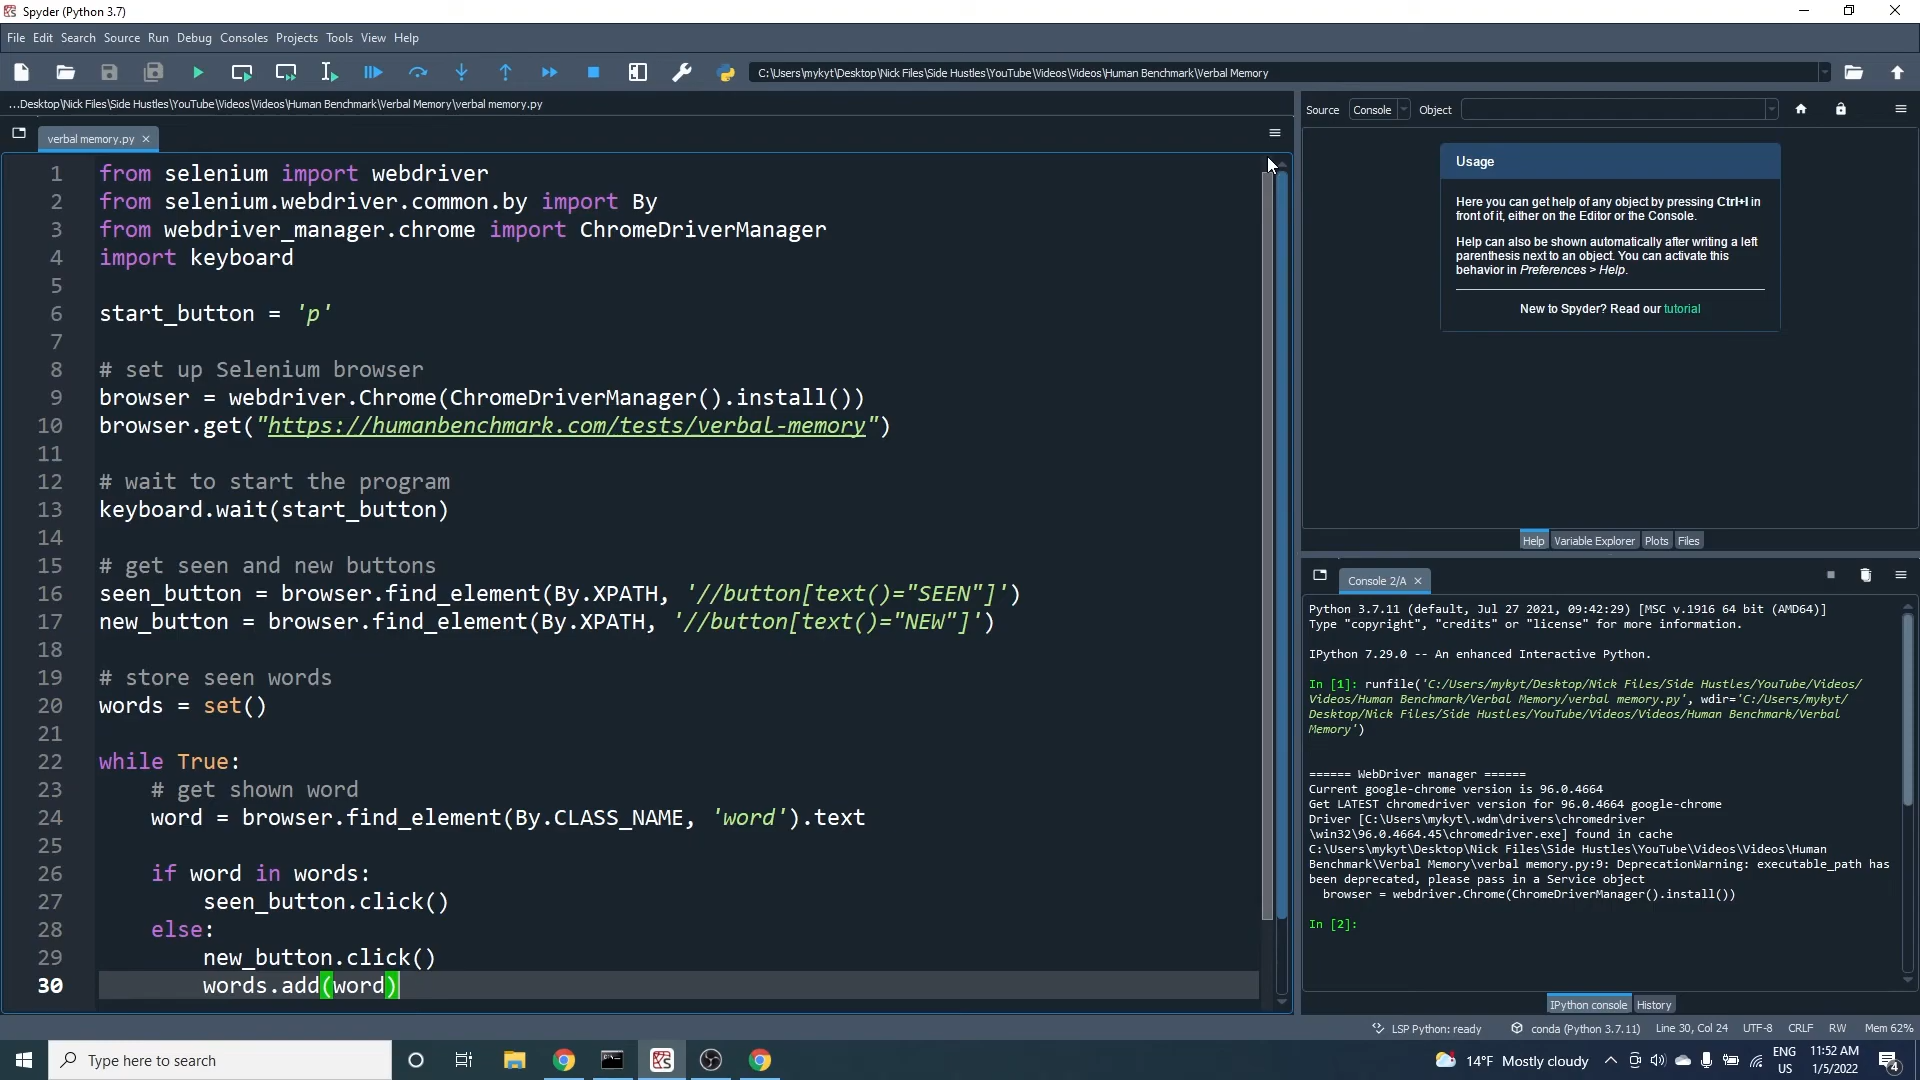 Spyder (Python 3.7)
File Edit Search Source Run Debug Consoles Projects Tools View Help
C:\Users\mykyt\Desktop\Nick Files\Side Hustles\YouTube\Videos\Videos\Human Benchmark\Verbal Memory
...Desktop\Nick Files\Side Hustles\YouTube\Videos\Videos\Human Benchmark\Verbal Memory\verbal memory.py
verbal memory.py
1 from selenium import webdriver
2 from selenium.webdriver.common.by import By
3 from webdriver_manager.chrome import ChromeDriverManager
4 import keyboard
5
6 start_button = 'p'
7
8 # set up Selenium browser
9 browser = webdriver.Chrome(ChromeDriverManager().install())
10 browser.get("https://humanbenchmark.com/tests/verbal-memory")
11
12 # wait to start the program
13 keyboard.wait(start_button)
14
15 # get seen and new buttons
16 seen_button = browser.find_element(By.XPATH, '//button[text()="SEEN"]')
17 new_button = browser.find_element(By.XPATH, '//button[text()="NEW"]')
18
19 # store seen words
20 words = set()
21
22 while True:
23     # get shown word
24     word = browser.find_element(By.CLASS_NAME, 'word').text
25
26     if word in words:
27         seen_button.click()
28     else:
29         new_button.click()
30         words.add(word)
Source Console Object
Usage
Here you can get help of any object by pressing Ctrl+I in
front of it, either on the Editor or the Console.
Help can also be shown automatically after writing a left
parenthesis next to an object. You can activate this
behavior in Preferences > Help.
New to Spyder? Read our tutorial
Help Variable Explorer Plots Files
Console 2/A
Python 3.7.11 (default, Jul 27 2021, 09:42:29) [MSC v.1916 64 bit (AMD64)]
Type "copyright", "credits" or "license" for more information.
IPython 7.29.0 -- An enhanced Interactive Python.
In [1]: runfile('C:/Users/mykyt/Desktop/Nick Files/Side Hustles/YouTube/Videos/
Videos/Human Benchmark/Verbal Memory/verbal memory.py', wdir='C:/Users/mykyt/
Desktop/Nick Files/Side Hustles/YouTube/Videos/Videos/Human Benchmark/Verbal
Memory')
====== WebDriver manager ======
Current google-chrome version is 96.0.4664
Get LATEST chromedriver version for 96.0.4664 google-chrome
Driver [C:\Users\mykyt\.wdm\drivers\chromedriver
\win32\96.0.4664.45\chromedriver.exe] found in cache
C:\Users\mykyt\Desktop\Nick Files\Side Hustles\YouTube\Videos\Videos\Human
Benchmark\Verbal Memory\verbal memory.py:9: DeprecationWarning: executable_path has
been deprecated, please pass in a Service object
  browser = webdriver.Chrome(ChromeDriverManager().install())
In [2]:
IPython console History
LSP Python: ready conda (Python 3.7.11) Line 30, Col 24 UTF-8 CRLF RW Mem 62%
Type here to search
14°F Mostly cloudy
ENG
US
11:52 AM
1/5/2022
4